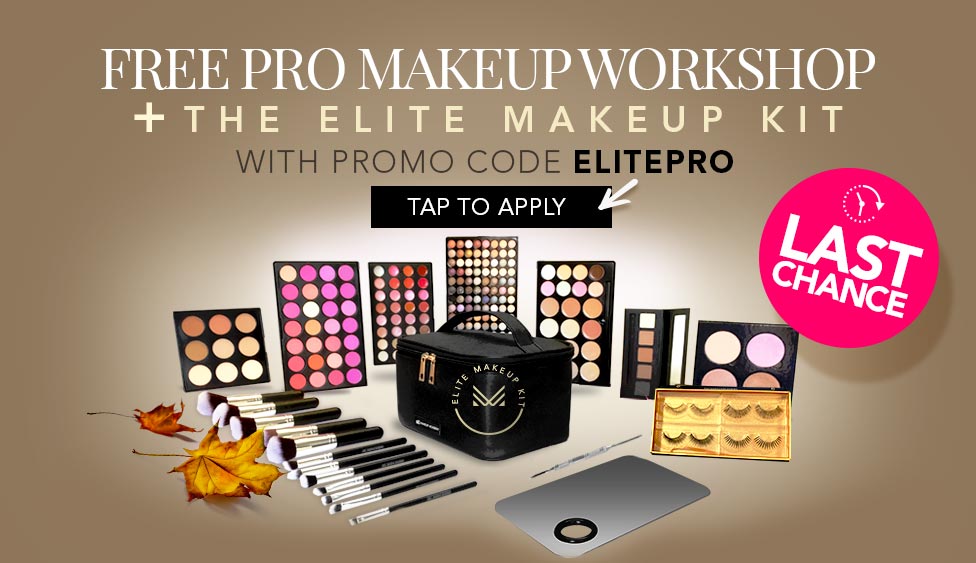 FREE PRO MAKEUP WORKSHOP
+ THE ELITE MAKEUP KIT
WITH PROMO CODE ELITEPRO
TAP TO APPLY
LAST
CHANCE
ELITE MAKEUP KIT